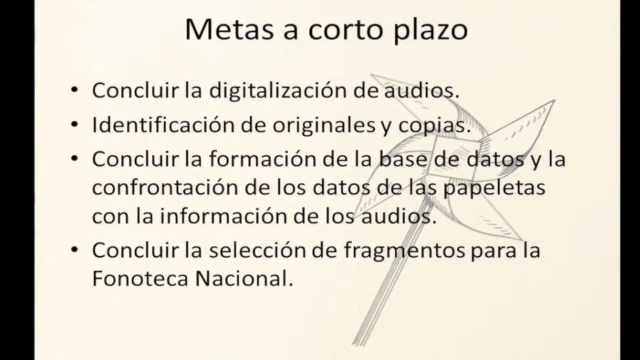 Metas a corto plazo
• Concluir la digitalización de audios.
• Identificación de originales y copias.
• Concluir la formación de la base de datos y la
confrontación de los datos de las papeletas
con la información de los audios.
• Concluir la selección de fragmentos para la
Fonoteca Nacional.